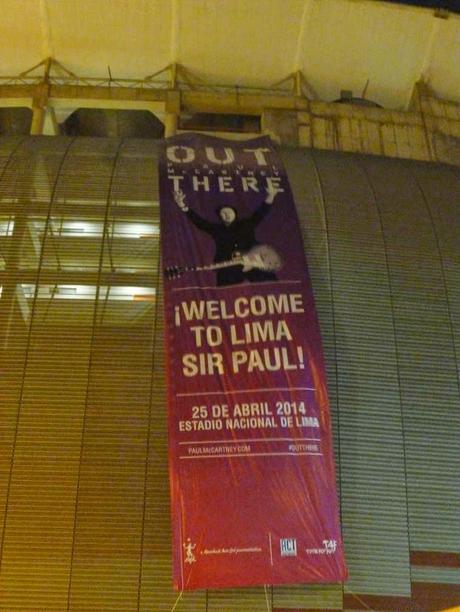 OUT
PAUL
McCARTNEY
THERE
¡WELCOME
TO LIMA
SIR PAUL!
25 DE ABRIL 2014
ESTADIO NACIONAL DE LIMA
PAULMcCARTNEY.COM #OUTTHERE